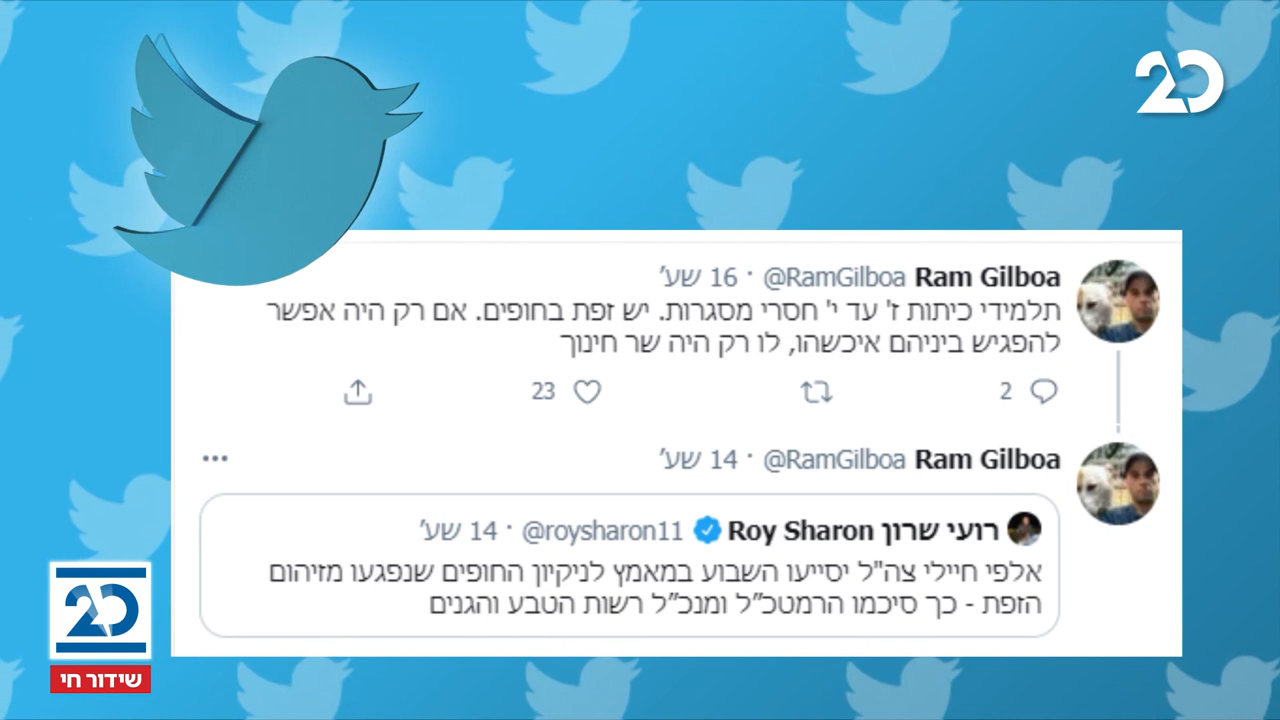 20
Ram Gilboa @RamGilboa · 16 שע'
תלמידי כיתות ז' עד י' חסרי מסגרות. יש זפת בחופים. אם רק היה אפשר
להפגיש ביניהם איכשהו, לו רק היה שר חינוך
2 23
Ram Gilboa @RamGilboa · 14 שע'
רועי שרון Roy Sharon @roysharon11 · 14 שע'
אלפי חיילי צה"ל יסייעו השבוע במאמץ לניקיון החופים שנפגעו מזיהום
הזפת - כך סיכמו הרמטכ”ל ומנכ”ל רשות הטבע והגנים
20
שידור חי